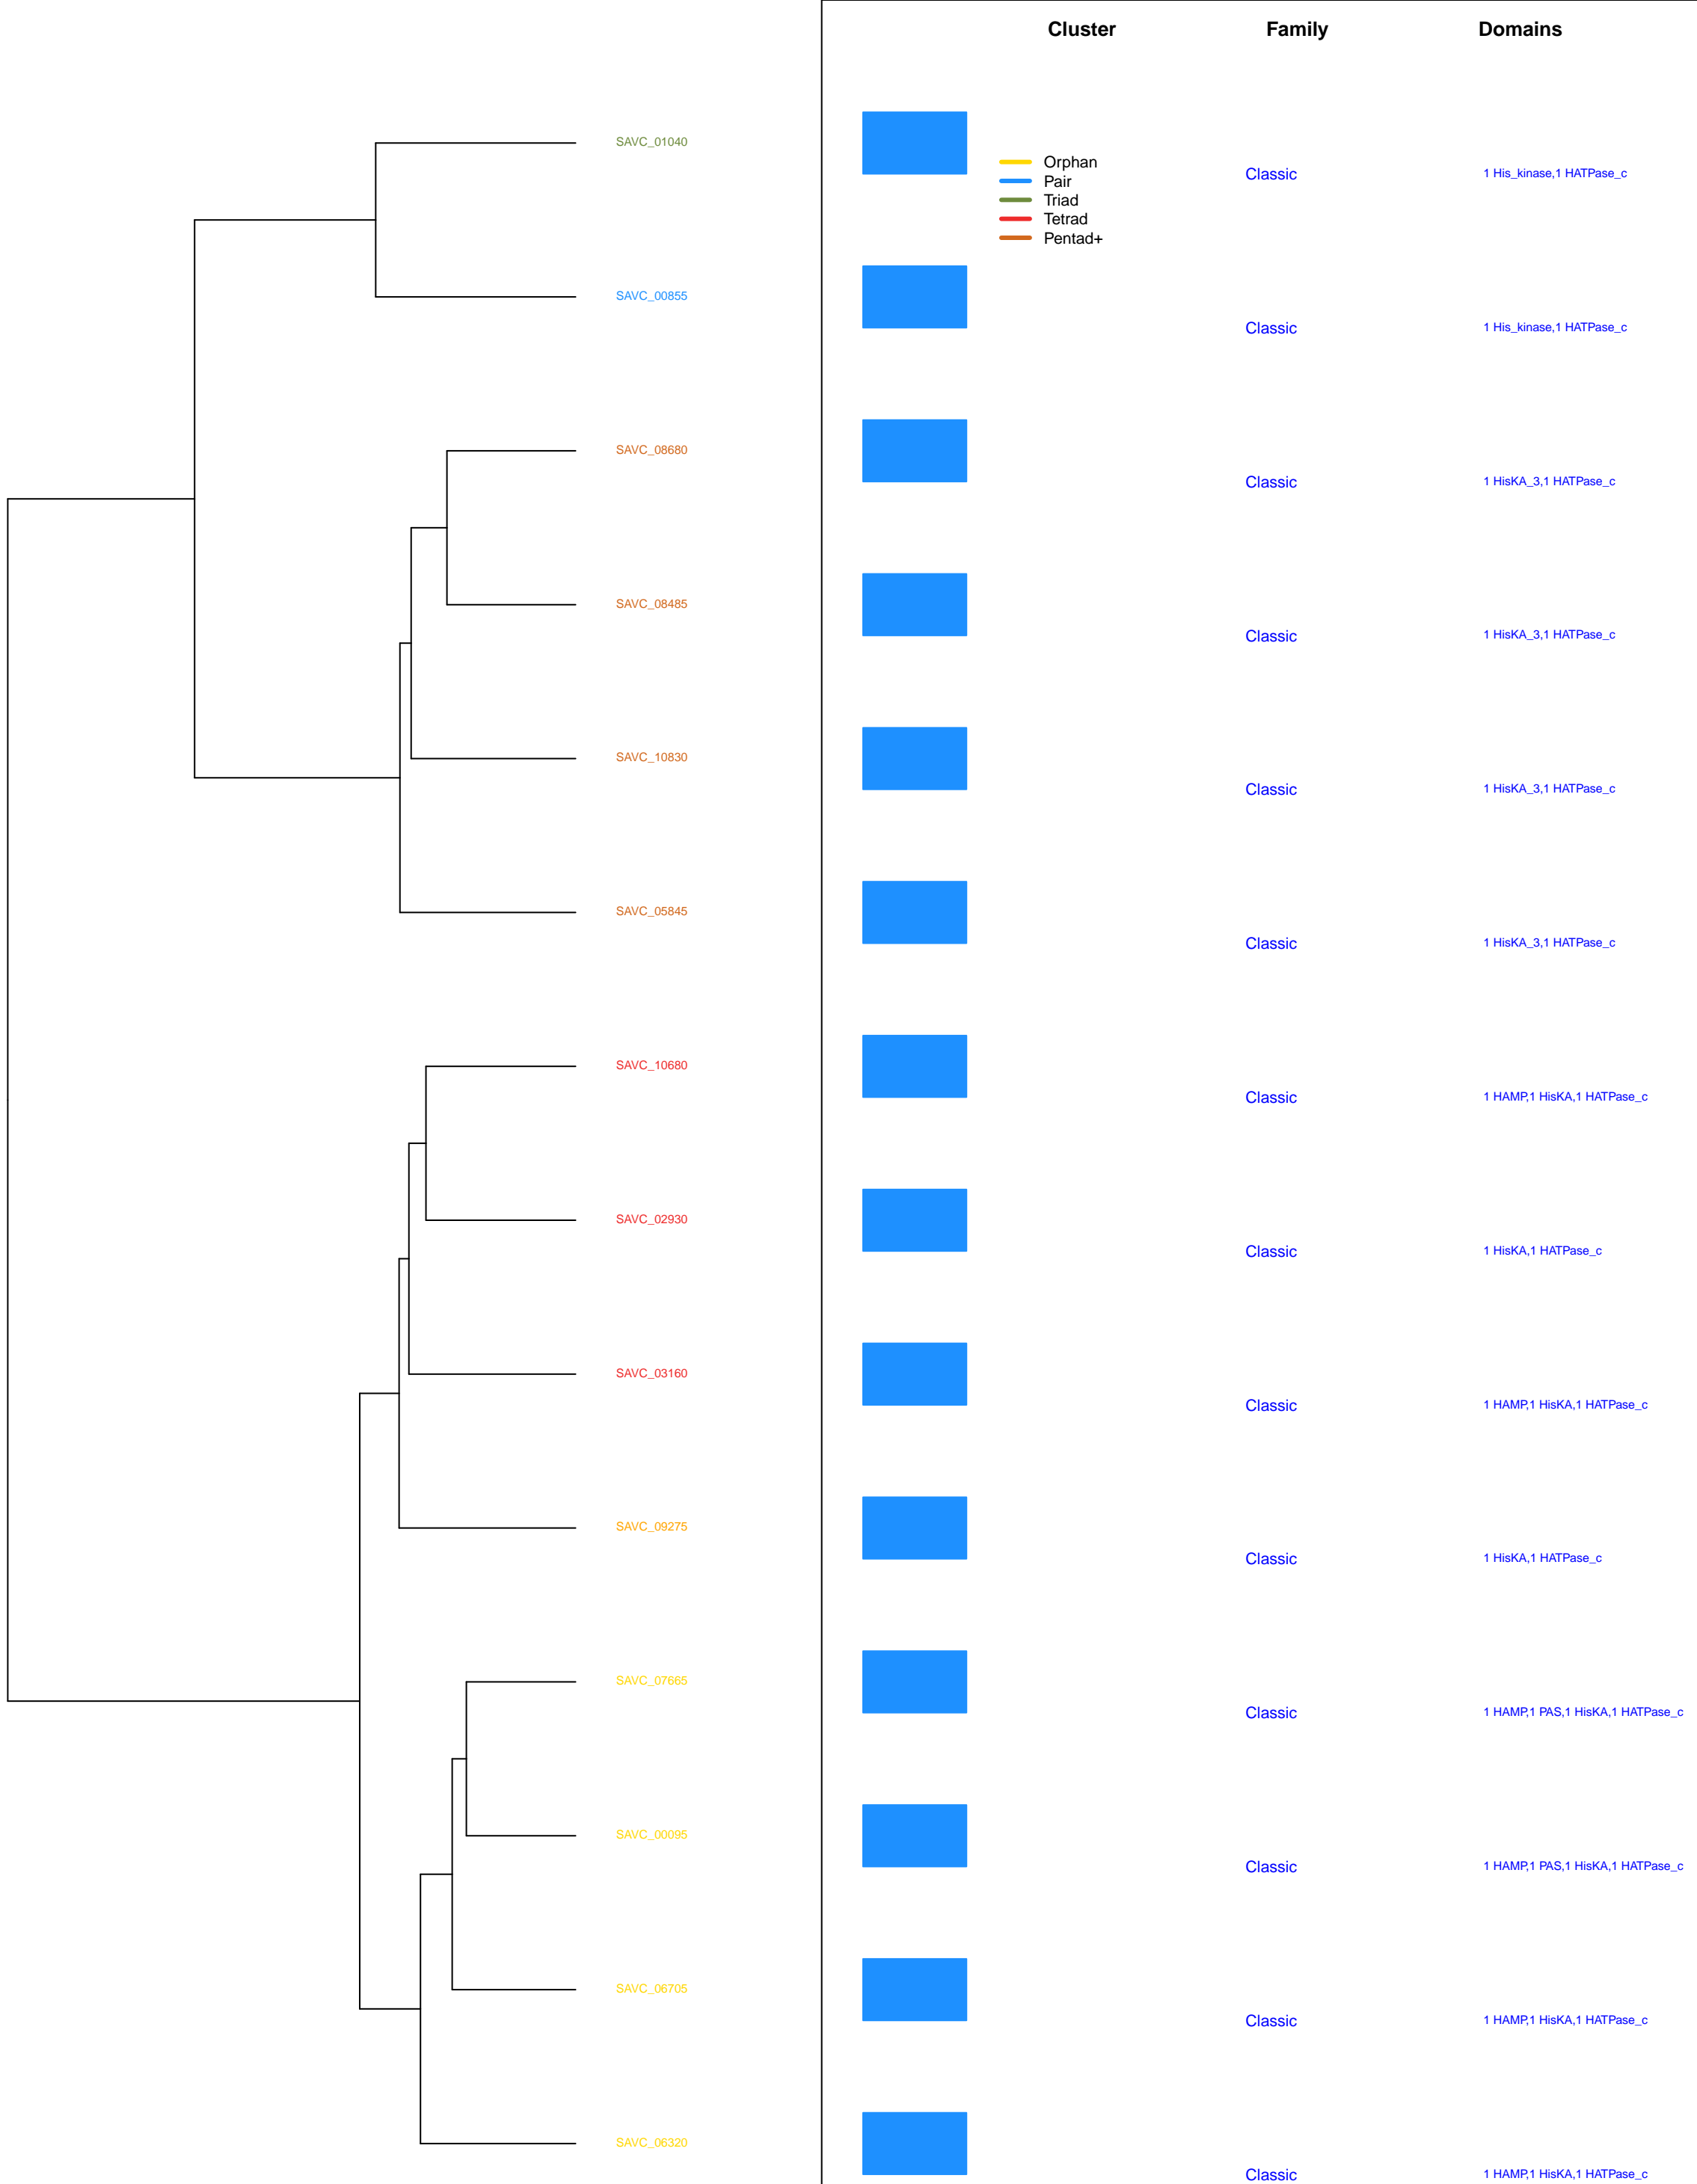 Cluster Family Domains
SAVC_01040
Orphan
Pair
Triad
Tetrad
Pentad+
Classic 1 His_kinase,1 HATPase_c
SAVC_00855
Classic 1 His_kinase,1 HATPase_c
SAVC_08680
Classic 1 HisKA_3,1 HATPase_c
SAVC_08485
Classic 1 HisKA_3,1 HATPase_c
SAVC_10830
Classic 1 HisKA_3,1 HATPase_c
SAVC_05845
Classic 1 HisKA_3,1 HATPase_c
SAVC_10680
Classic 1 HAMP,1 HisKA,1 HATPase_c
SAVC_02930
Classic 1 HisKA,1 HATPase_c
SAVC_03160
Classic 1 HAMP,1 HisKA,1 HATPase_c
SAVC_09275
Classic 1 HisKA,1 HATPase_c
SAVC_07665
Classic 1 HAMP,1 PAS,1 HisKA,1 HATPase_c
SAVC_00095
Classic 1 HAMP,1 PAS,1 HisKA,1 HATPase_c
SAVC_06705
Classic 1 HAMP,1 HisKA,1 HATPase_c
SAVC_06320
Classic 1 HAMP,1 HisKA,1 HATPase_c